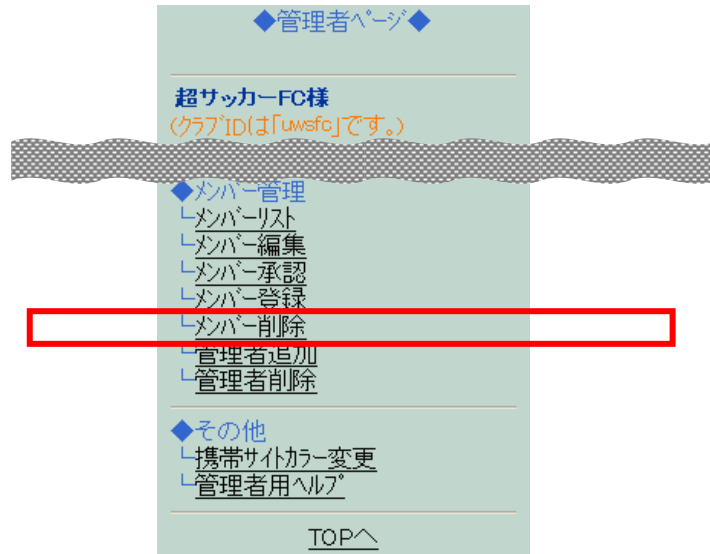 ◆管理者ﾍﾟｰｼﾞ◆
超サッカーFC様
(ｸﾗﾌﾞIDは｢uwsfc｣です｡)
◆ﾒﾝﾊﾞｰ管理
└ﾒﾝﾊﾞｰﾘｽﾄ
└ﾒﾝﾊﾞｰ編集
└ﾒﾝﾊﾞｰ承認
└ﾒﾝﾊﾞｰ登録
└ﾒﾝﾊﾞｰ削除
└管理者追加
└管理者削除
◆その他
└携帯ｻｲﾄｶﾗｰ変更
└管理者用ﾍﾙﾌﾟ
TOPへ